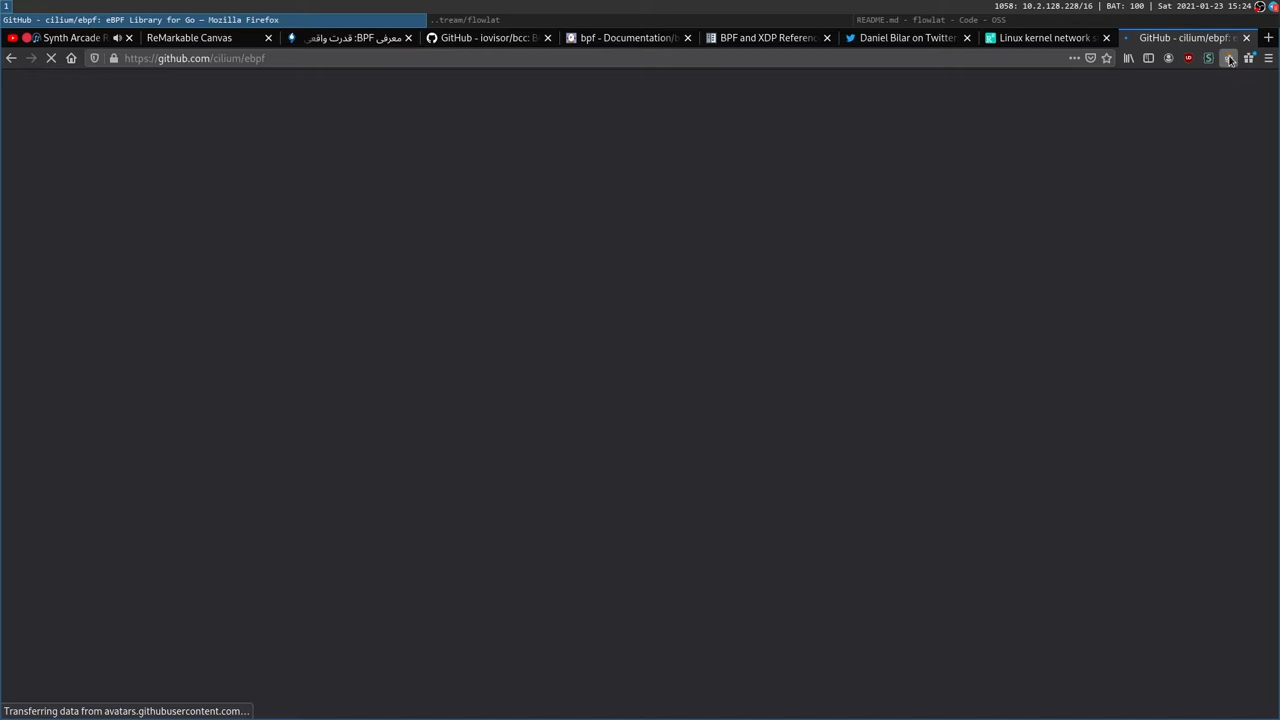 1
1058: 10.2.128.228/16 | BAT: 100 | Sat 2021-01-23 15:24
GitHub - cilium/ebpf: eBPF Library for Go — Mozilla Firefox
..tream/flowlat
README.md - flowlat - Code - OSS
Synth Arcade R
ReMarkable Canvas
معرفی BPF: قدرت واقعی
GitHub - iovisor/bcc: B
bpf - Documentation/b
BPF and XDP Referenc
Daniel Bilar on Twitter
Linux kernel network s
GitHub - cilium/ebpf: e
https://github.com/cilium/ebpf
Transferring data from avatars.githubusercontent.com…